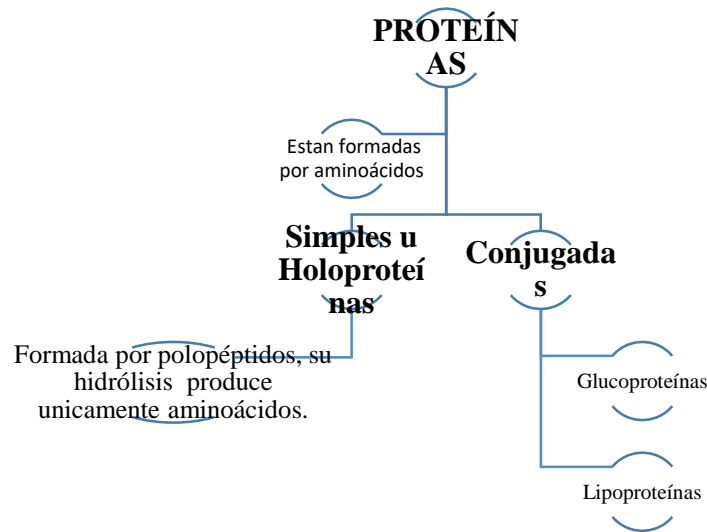 PROTEÍN
AS
Estan formadas
por aminoácidos
Simples u
Holoproteí
nas
Conjugada
s
Formada por polopéptidos, su
hidrólisis produce
unicamente aminoácidos.
Glucoproteínas
Lipoproteínas